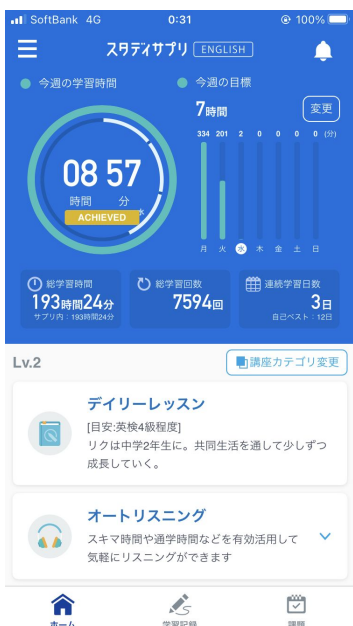 SoftBank 4G 0:31 100%
スタディサプリ ENGLISH
今週の学習時間
今週の目標
7時間
変更
334 201 2 0 0 0 0 (分)
08 57
時間 分
ACHIEVED
水
月 火 水 木 金 土 日
総学習時間
193時間24分
サプリ内：193時間24分
総学習回数
7594回
連続学習日数
3日
自己ベスト：12日
Lv.2
講座カテゴリ変更
デイリーレッスン
[目安:英検4級程度]
リクは中学2年生に。共同生活を通して少しずつ
成長していく。
オートリスニング
スキマ時間や通学時間などを有効活用して
気軽にリスニングができます
ホーム
学習記録
課題